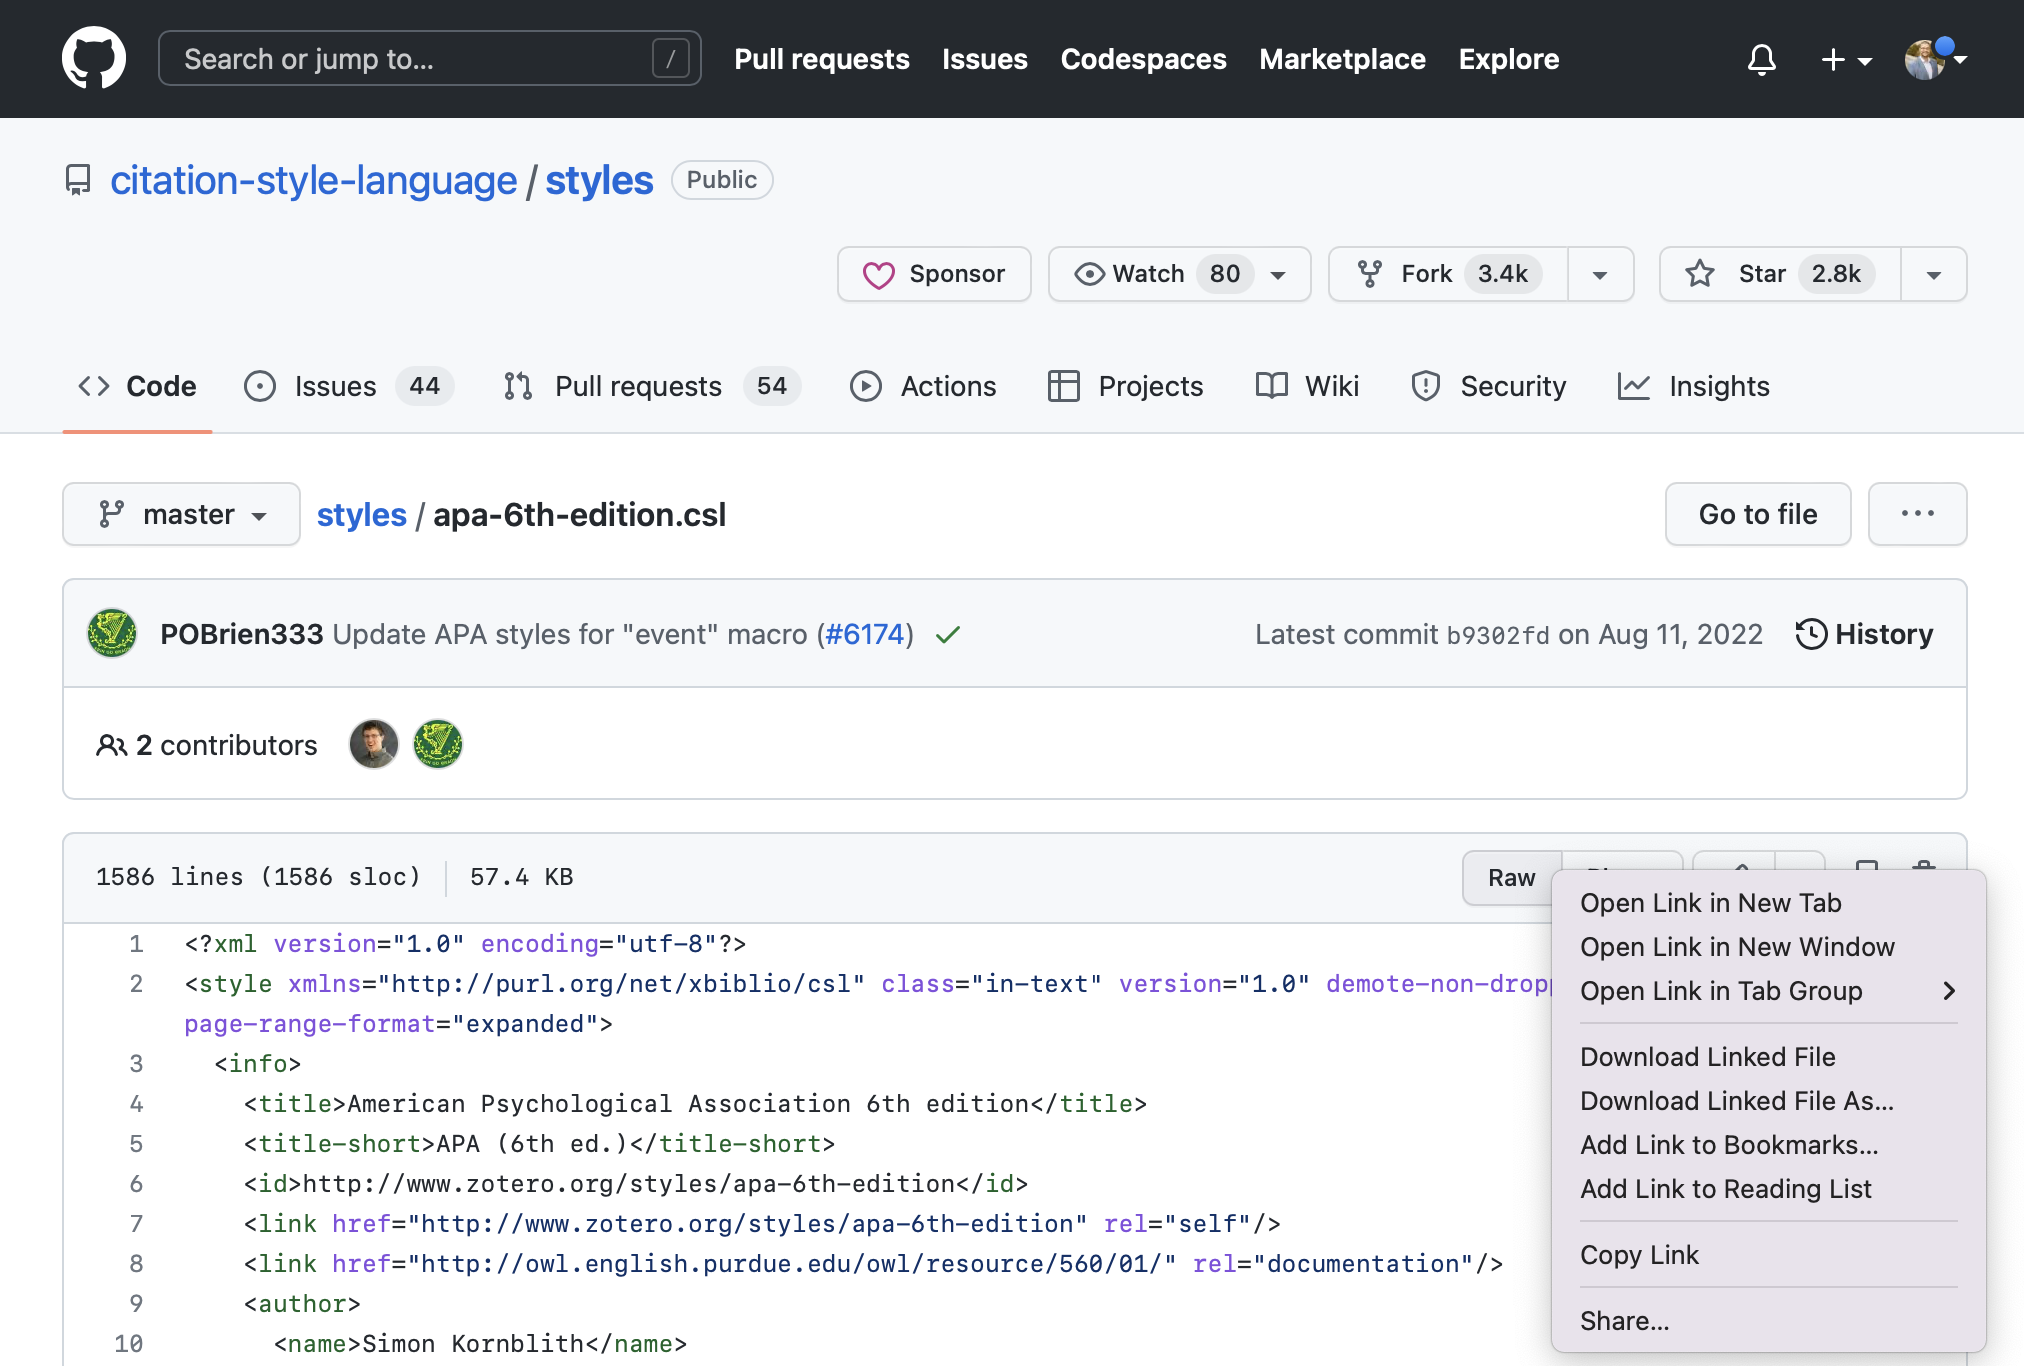 Search or jump to... /
Pull requests Issues Codespaces Marketplace Explore
citation-style-language / styles Public
Sponsor Watch 80 Fork 3.4k Star 2.8k
Code Issues 44 Pull requests 54 Actions Projects Wiki Security Insights
master styles / apa-6th-edition.csl Go to file
POBrien333 Update APA styles for "event" macro (#6174) Latest commit b9302fd on Aug 11, 2022 History
2 contributors
1586 lines (1586 sloc) 57.4 KB Raw
1 <?xml version="1.0" encoding="utf-8"?>
2 <style xmlns="http://purl.org/net/xbiblio/csl" class="in-text" version="1.0" demote-non-drop
page-range-format="expanded">
3 <info>
4 <title>American Psychological Association 6th edition</title>
5 <title-short>APA (6th ed.)</title-short>
6 <id>http://www.zotero.org/styles/apa-6th-edition</id>
7 <link href="http://www.zotero.org/styles/apa-6th-edition" rel="self"/>
8 <link href="http://owl.english.purdue.edu/owl/resource/560/01/" rel="documentation"/>
9 <author>
10 <name>Simon Kornblith</name>
Open Link in New Tab
Open Link in New Window
Open Link in Tab Group
Download Linked File
Download Linked File As...
Add Link to Bookmarks...
Add Link to Reading List
Copy Link
Share...